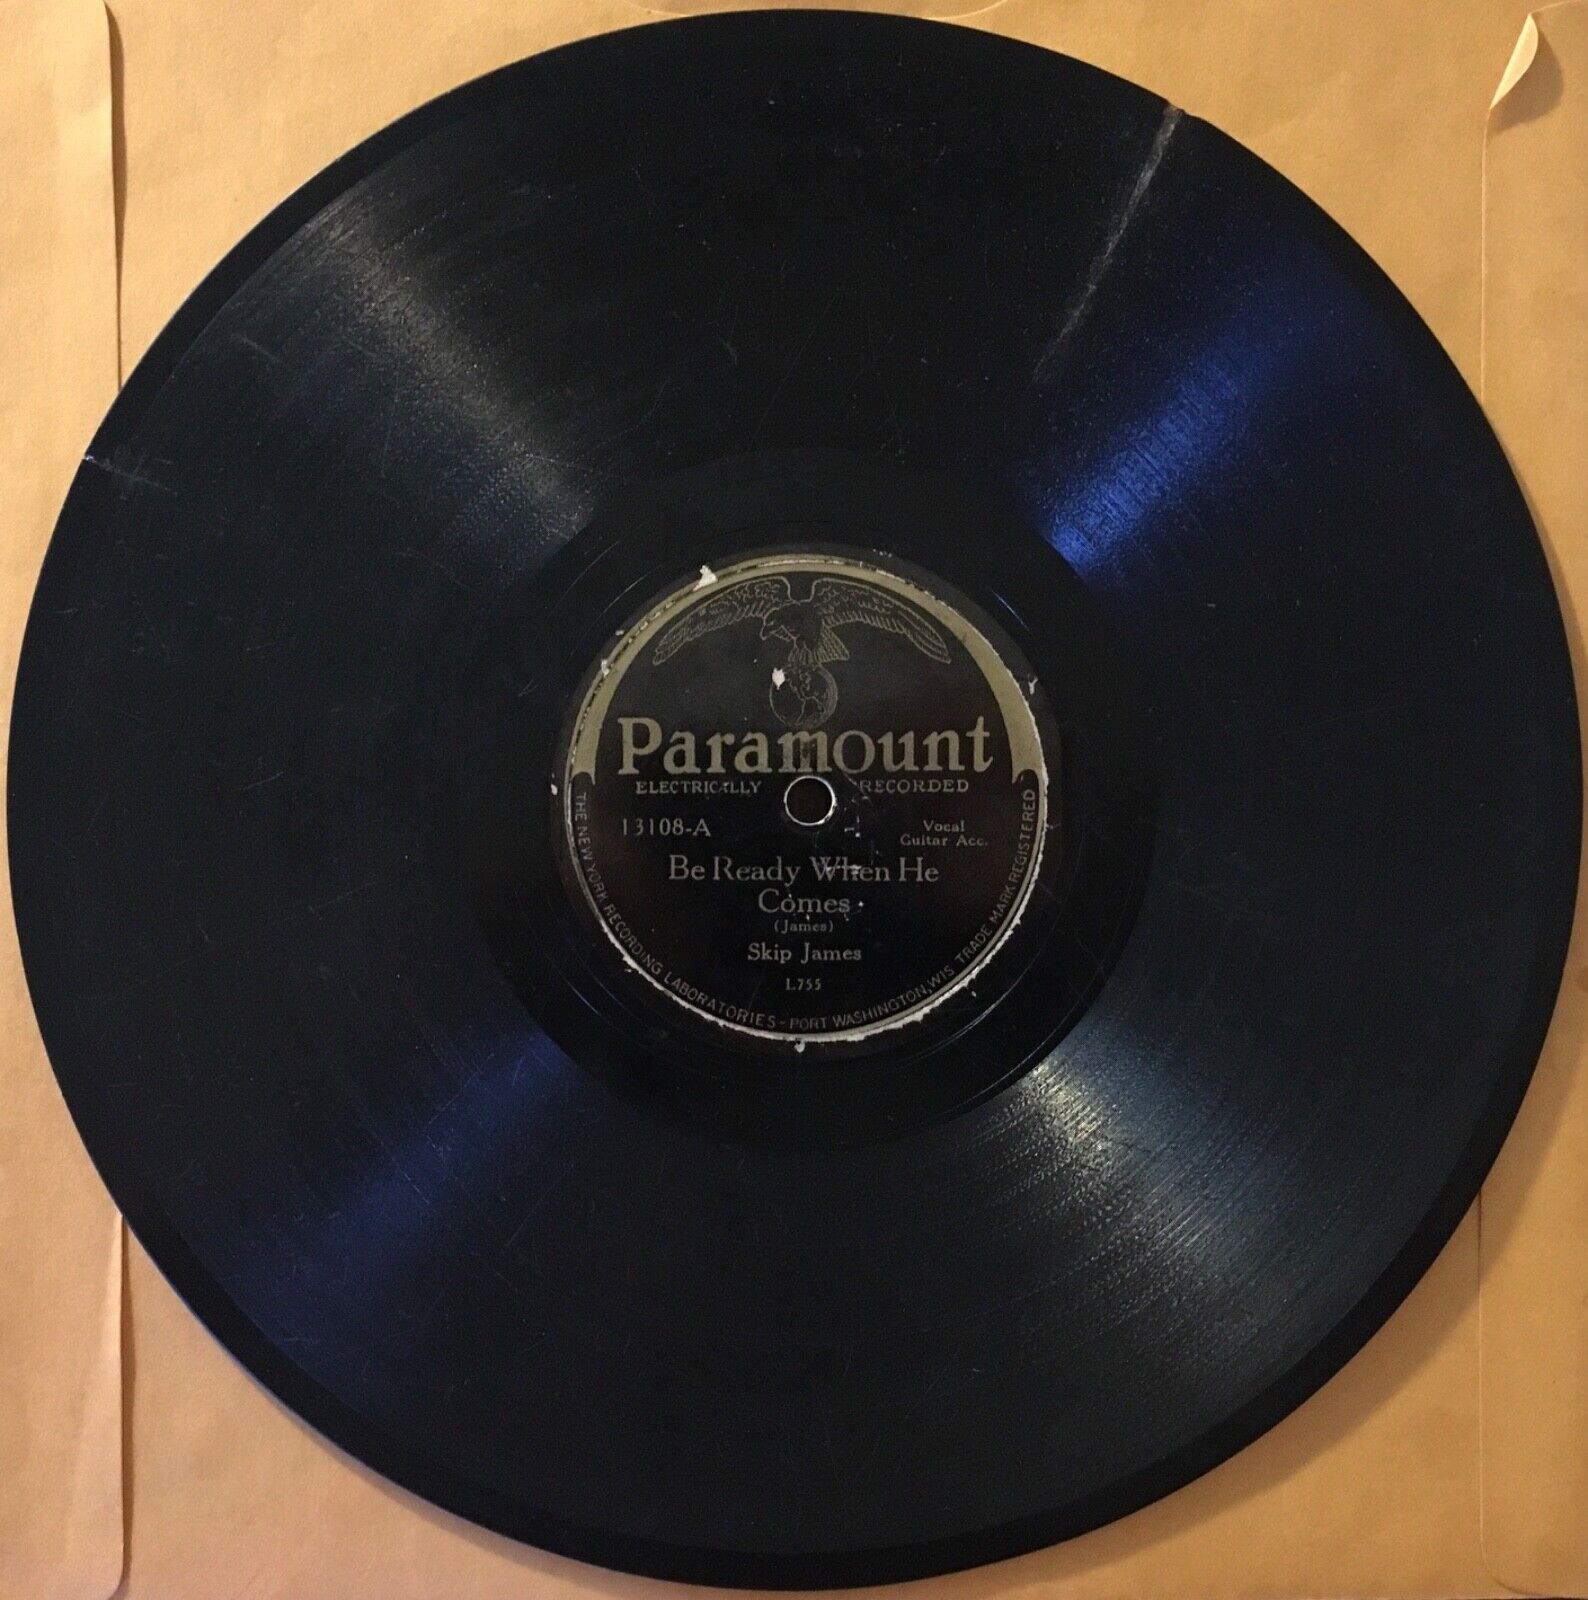 Paramount
ELECTRICALLY RECORDED
13108-A
Vocal
Guitar Acc.
Be Ready When He
Comes
(James)
Skip James
L755
THE NEW YORK RECORDING LABORATORIES - PORT WASHINGTON, WIS TRADE MARK REGISTERED